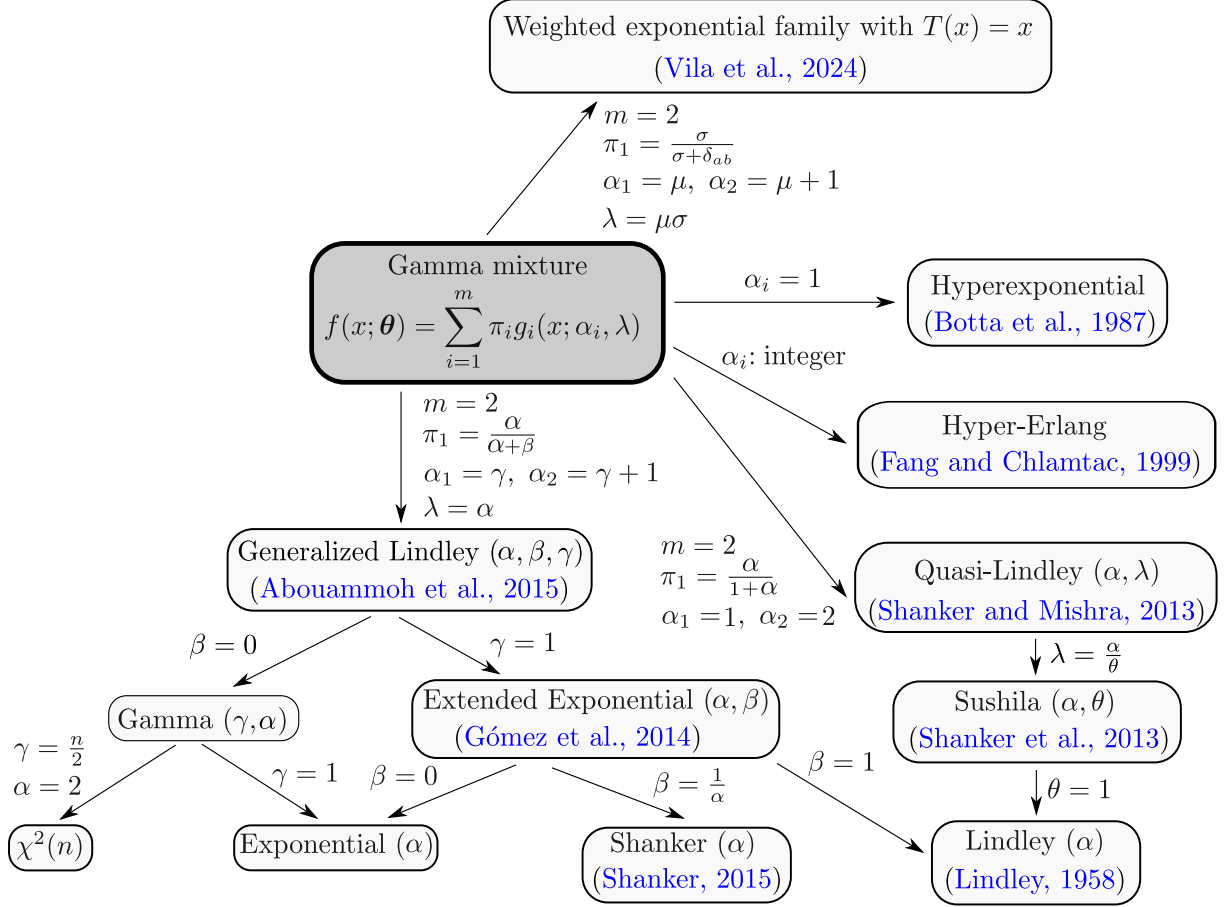 Weighted exponential family with T(x) = x
(Vila et al., 2024)
m = 2
π₁ = σ/(σ+δ_{ab})
α₁ = μ, α₂ = μ + 1
λ = μσ
Gamma mixture
f(x; θ) = ∑_{i=1}^{m} π_i g_i(x; α_i, λ)
α_i = 1
Hyperexponential
(Botta et al., 1987)
α_i: integer
Hyper-Erlang
(Fang and Chlamtac, 1999)
m = 2
π₁ = α/(α+β)
α₁ = γ, α₂ = γ + 1
λ = α
Generalized Lindley (α, β, γ)
(Abouammoh et al., 2015)
m = 2
π₁ = α/(1+α)
α₁ = 1, α₂ = 2
Quasi-Lindley (α, λ)
(Shanker and Mishra, 2013)
β = 0
γ = 1
λ = α/θ
Gamma (γ, α)
Extended Exponential (α, β)
(Gómez et al., 2014)
Sushila (α, θ)
(Shanker et al., 2013)
γ = n/2
α = 2
γ = 1
β = 0
β = 1/α
β = 1
θ = 1
χ²(n)
Exponential (α)
Shanker (α)
(Shanker, 2015)
Lindley (α)
(Lindley, 1958)